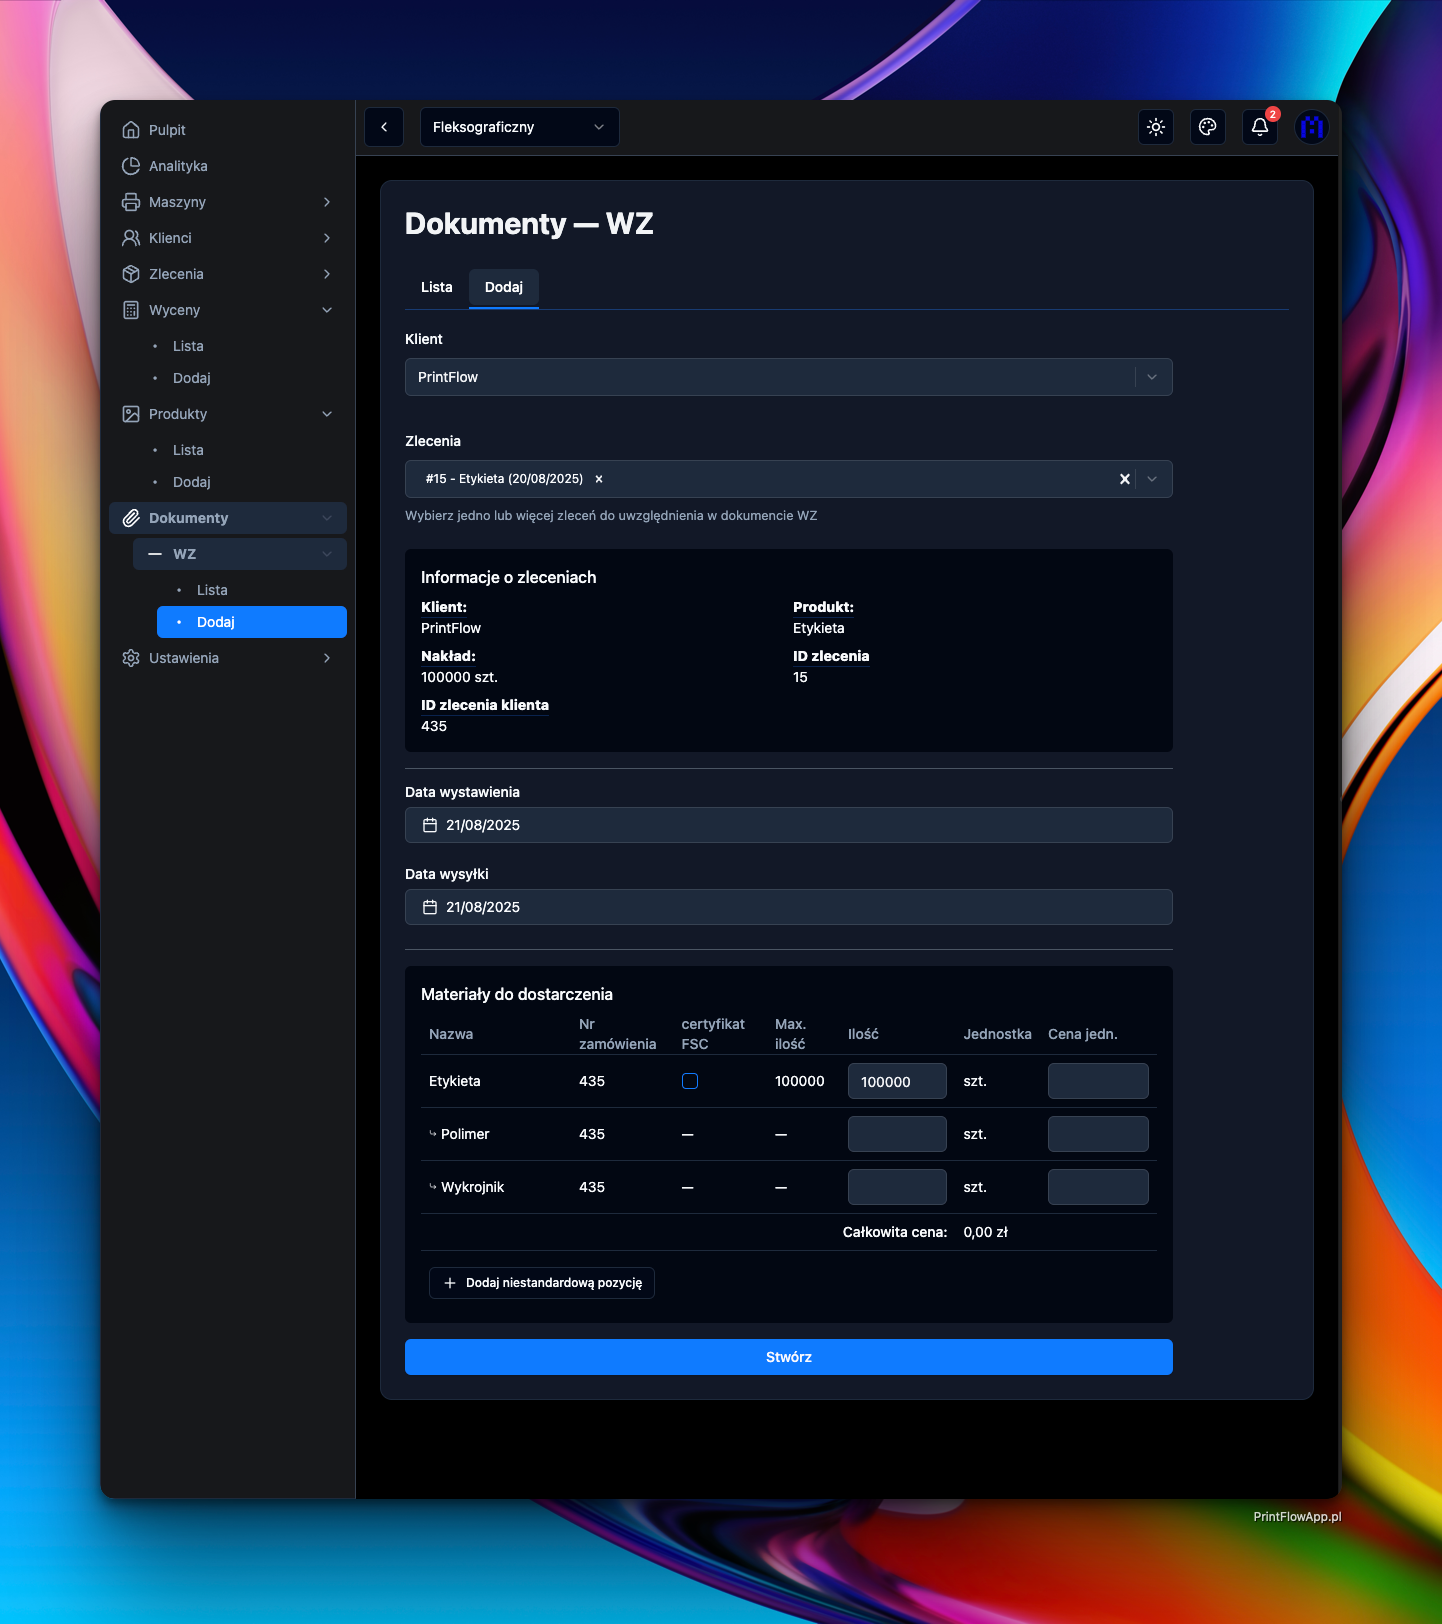 Pulpit
Analityka
Maszyny
Klienci
Zlecenia
Wyceny
Lista
Dodaj
Produkty
Lista
Dodaj
Dokumenty
WZ
Lista
Dodaj
Ustawienia
Fleksograficzny
2
Dokumenty — WZ
Lista Dodaj
Klient
PrintFlow
Zlecenia
#15 - Etykieta (20/08/2025)
Wybierz jedno lub więcej zleceń do uwzględnienia w dokumencie WZ
Informacje o zleceniach
Klient:
PrintFlow
Produkt:
Etykieta
Nakład:
100000 szt.
ID zlecenia
15
ID zlecenia klienta
435
Data wystawienia
21/08/2025
Data wysyłki
21/08/2025
Materiały do dostarczenia
Nazwa Nr zamówienia certyfikat FSC Max. ilość Ilość Jednostka Cena jedn.
Etykieta 435 100000 100000 szt.
Polimer 435 — — szt.
Wykrojnik 435 — — szt.
Całkowita cena: 0,00 zł
Dodaj niestandardową pozycję
Stwórz
PrintFlowApp.pl